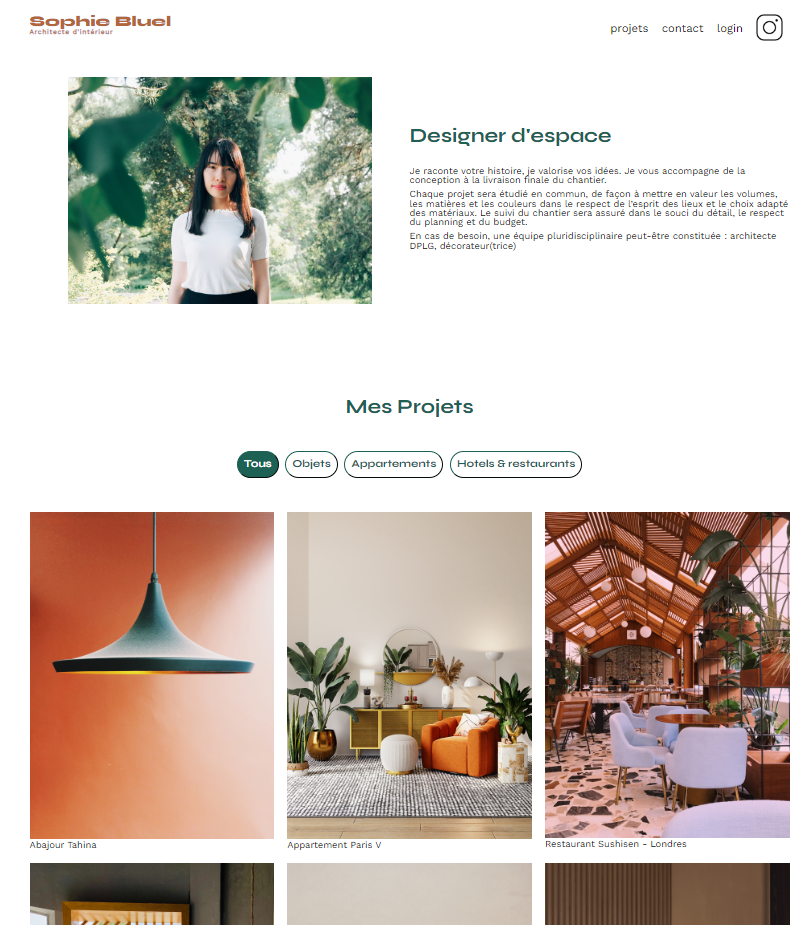 Sophie Bluel
Architecte d'intérieur
projets contact login
Designer d'espace
Je raconte votre histoire, je valorise vos idées. Je vous accompagne de la
conception à la livraison finale du chantier.
Chaque projet sera étudié en commun, de façon à mettre en valeur les volumes,
les matières et les couleurs dans le respect de l'esprit des lieux et le choix adapté
des matériaux. Le suivi du chantier sera assuré dans le souci du détail, le respect
du planning et du budget.
En cas de besoin, une équipe pluridisciplinaire peut-être constituée : architecte
DPLG, décorateur(trice)
Mes Projets
Tous Objets Appartements Hotels & restaurants
Abajour Tahina
Appartement Paris V
Restaurant Sushisen - Londres